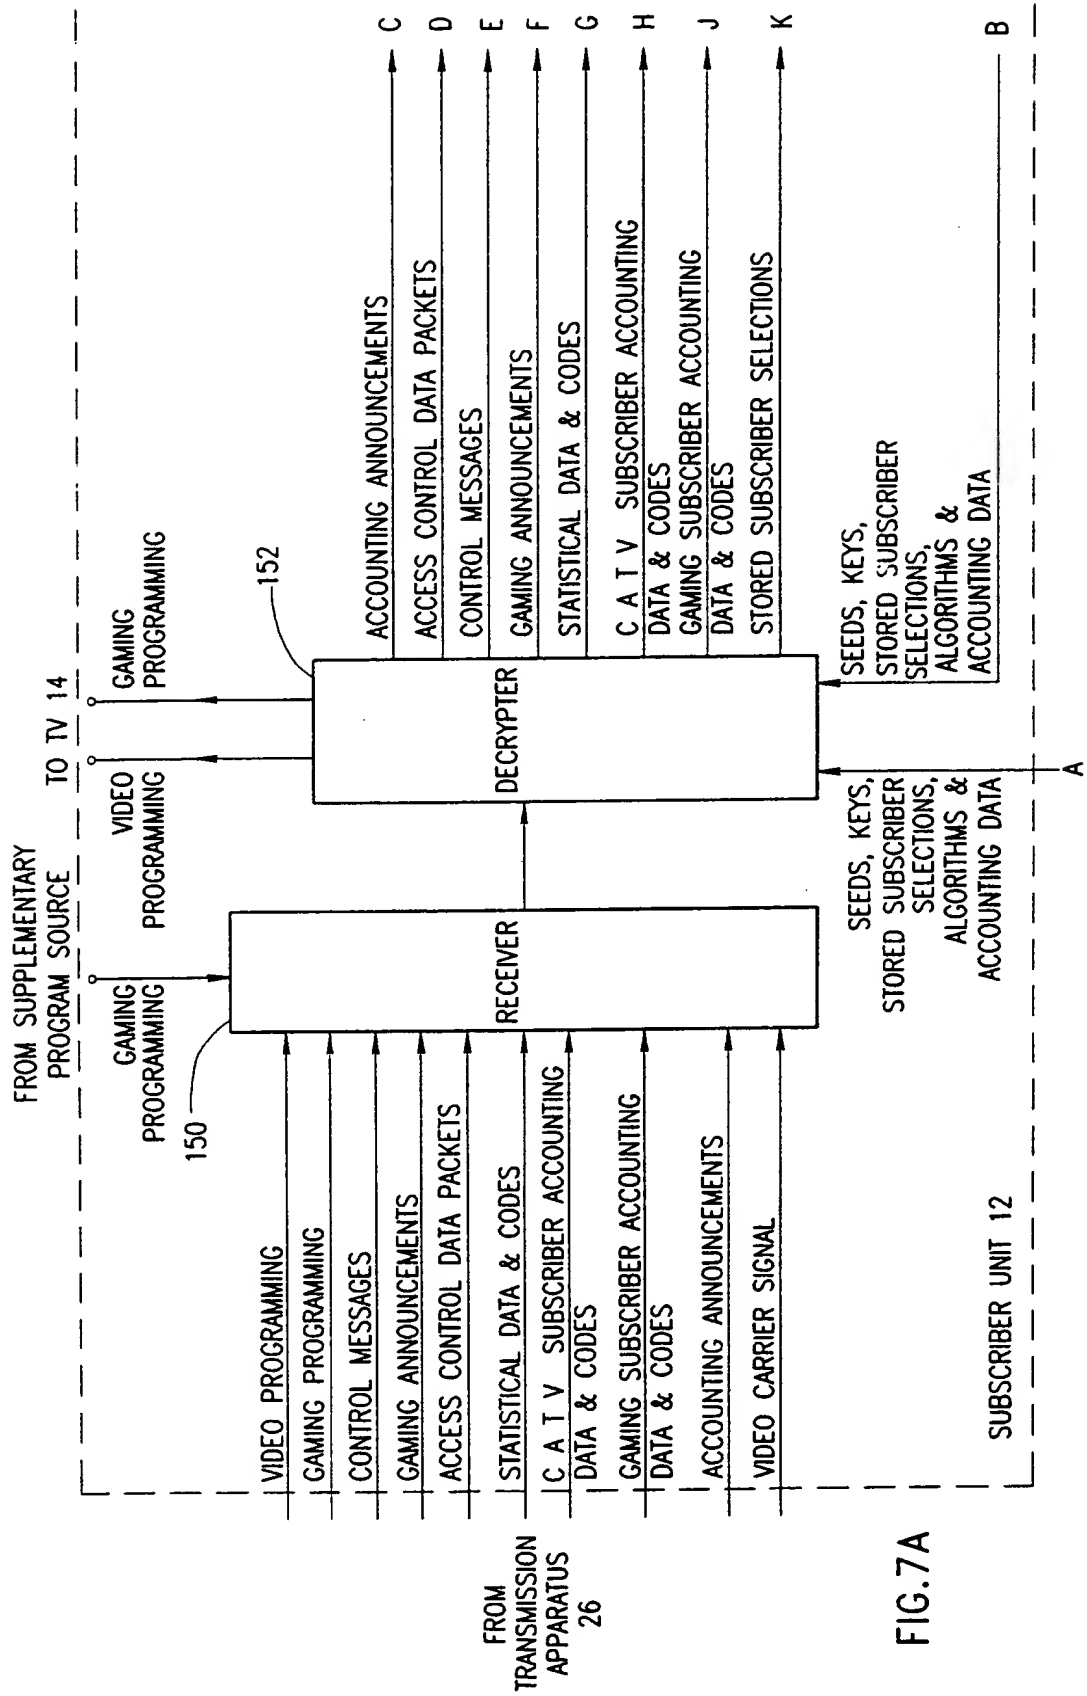 FROM SUPPLEMENTARY
PROGRAM SOURCE
TO TV 14
GAMING
PROGRAMMING
VIDEO
PROGRAMMING
GAMING
PROGRAMMING
150
152
RECEIVER
DECRYPTER
VIDEO PROGRAMMING
GAMING PROGRAMMING
CONTROL MESSAGES
GAMING ANNOUNCEMENTS
ACCESS CONTROL DATA PACKETS
STATISTICAL DATA & CODES
C A T V SUBSCRIBER ACCOUNTING
DATA & CODES
GAMING SUBSCRIBER ACCOUNTING
DATA & CODES
ACCOUNTING ANNOUNCEMENTS
VIDEO CARRIER SIGNAL
FROM
TRANSMISSION
APPARATUS
26
ACCOUNTING ANNOUNCEMENTS
C
ACCESS CONTROL DATA PACKETS
D
CONTROL MESSAGES
E
GAMING ANNOUNCEMENTS
F
STATISTICAL DATA & CODES
G
C A T V SUBSCRIBER ACCOUNTING
DATA & CODES
H
GAMING SUBSCRIBER ACCOUNTING
DATA & CODES
J
STORED SUBSCRIBER SELECTIONS
K
SEEDS, KEYS,
STORED SUBSCRIBER
SELECTIONS,
ALGORITHMS &
ACCOUNTING DATA
A
SEEDS, KEYS,
STORED SUBSCRIBER
SELECTIONS,
ALGORITHMS &
ACCOUNTING DATA
B
SUBSCRIBER UNIT 12
FIG.7A